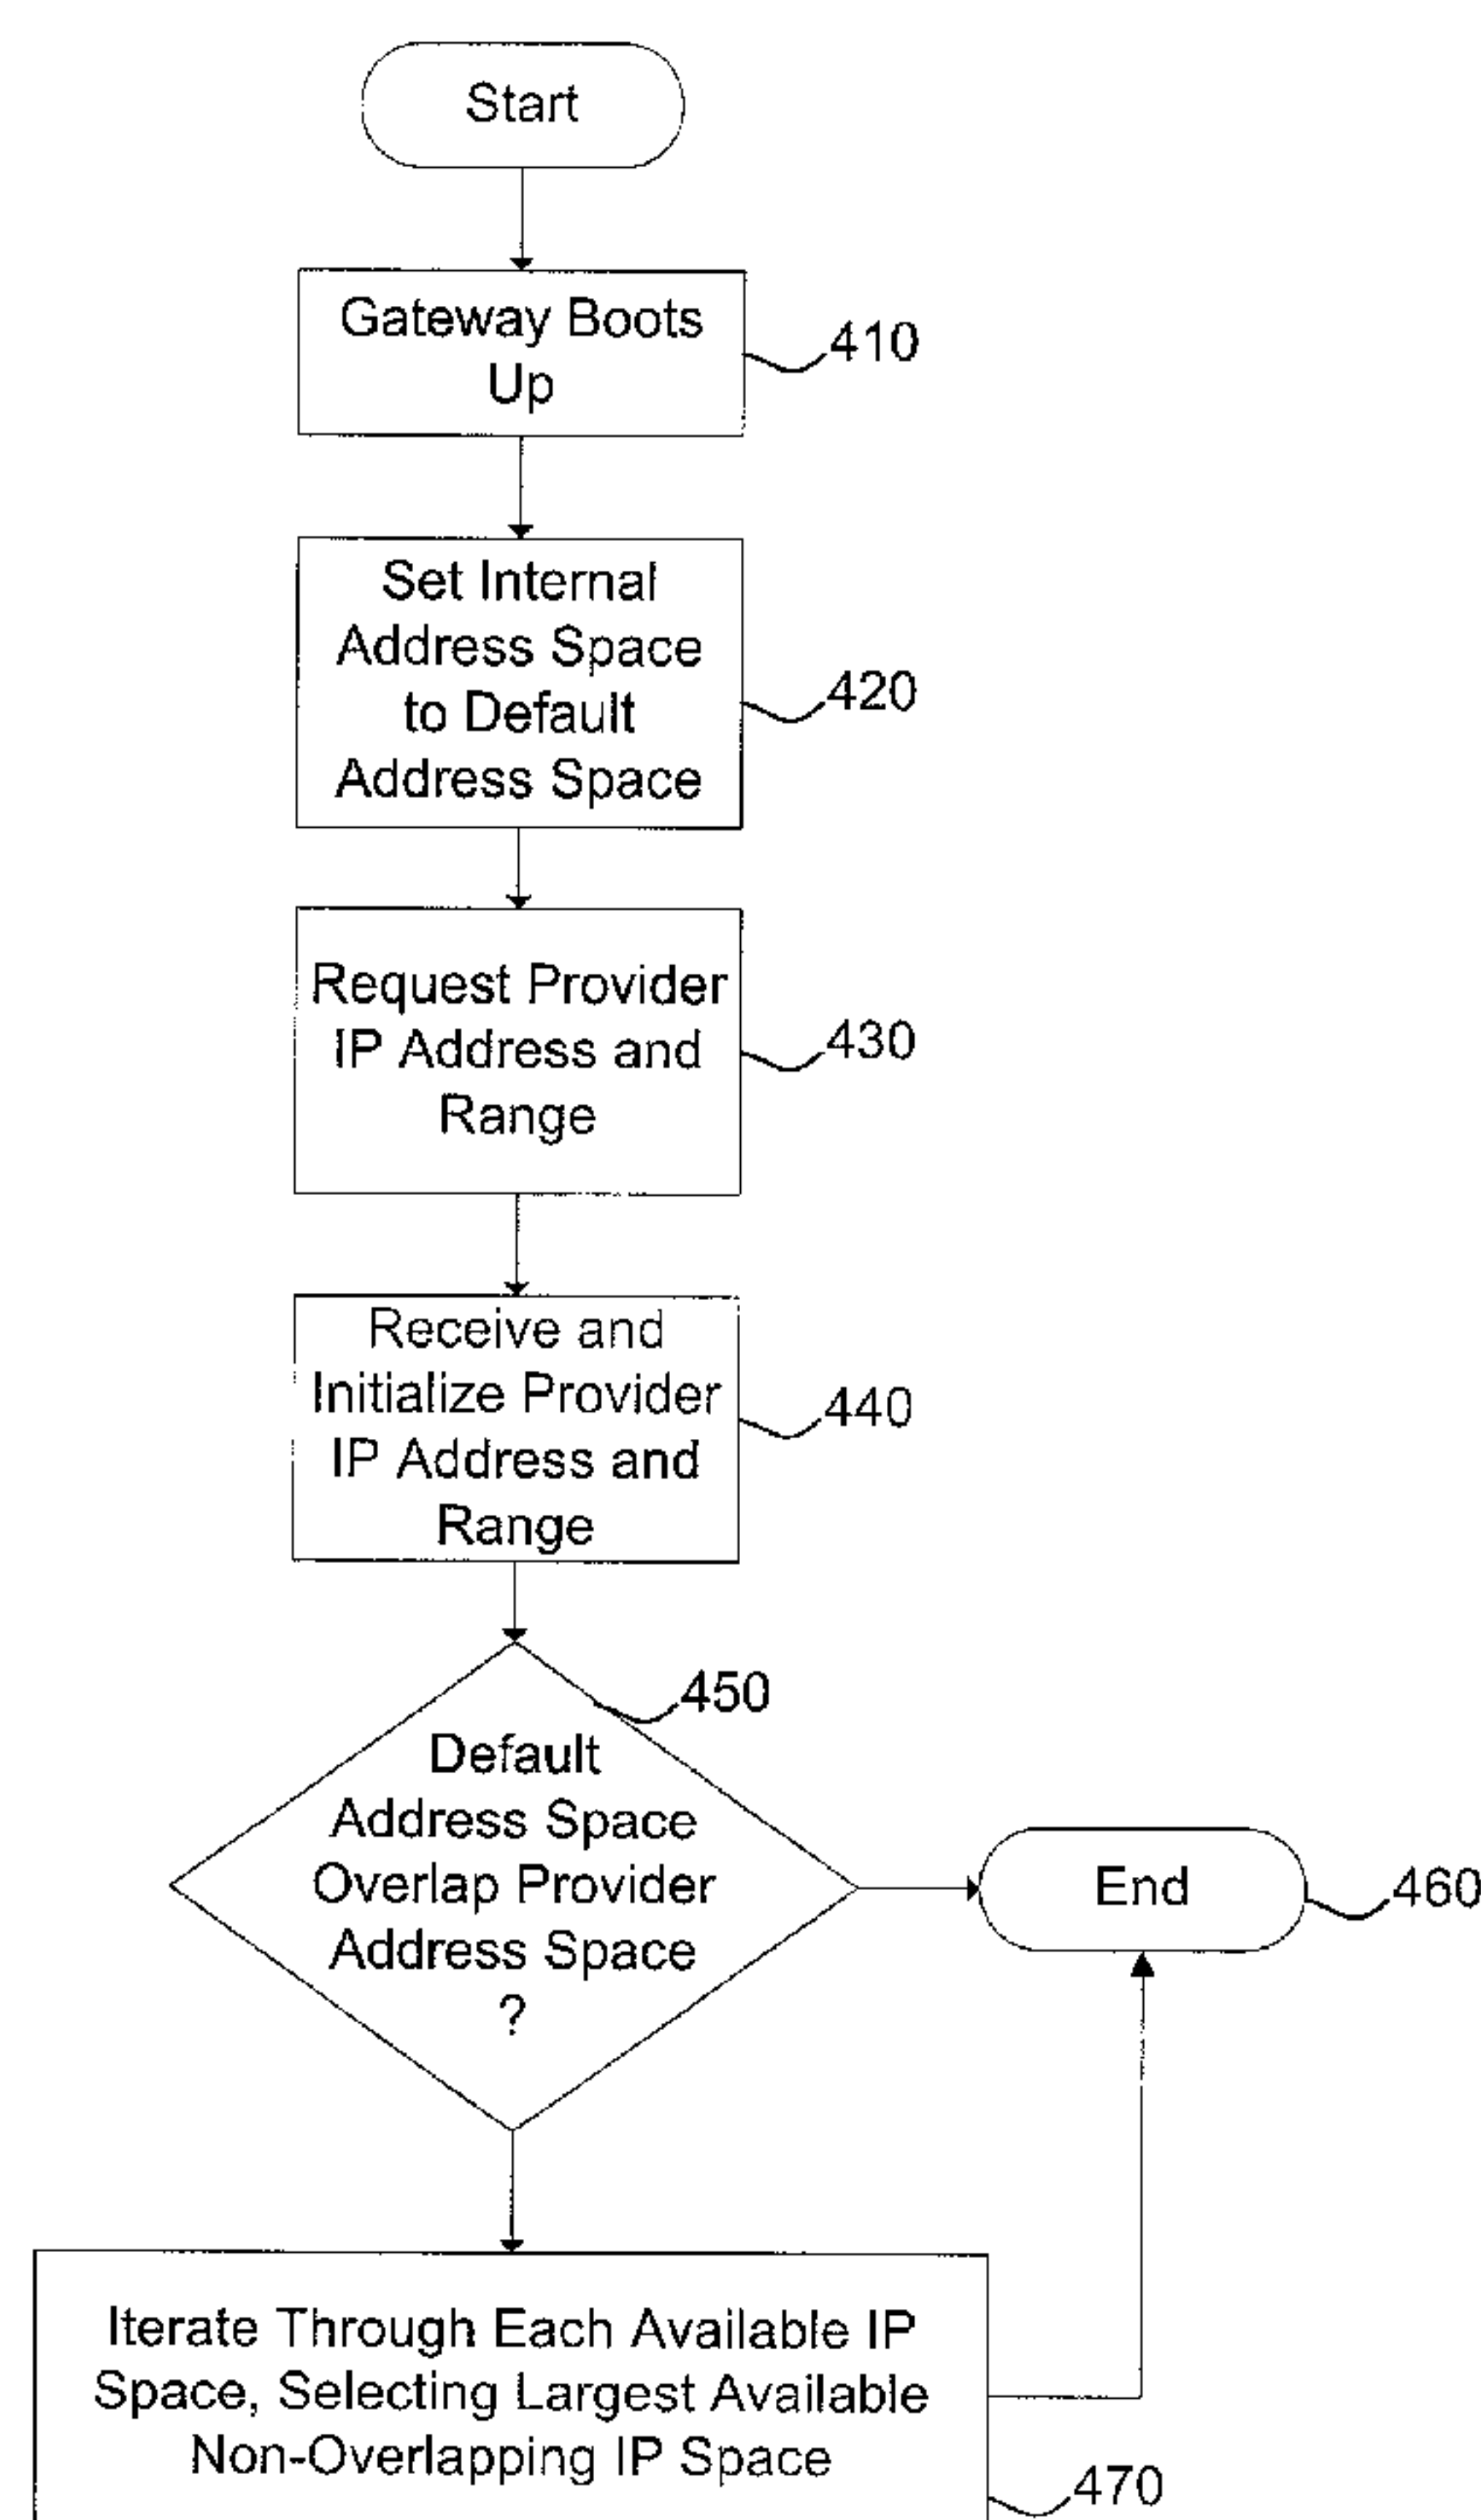 Start
Gateway Boots
Up
410
Set Internal
Address Space
to Default
Address Space
420
Request Provider
IP Address and
Range
430
Receive and
Initialize Provider
IP Address and
Range
440
450
Default
Address Space
Overlap Provider
Address Space
?
End
460
Iterate Through Each Available IP
Space, Selecting Largest Available
Non-Overlapping IP Space
470